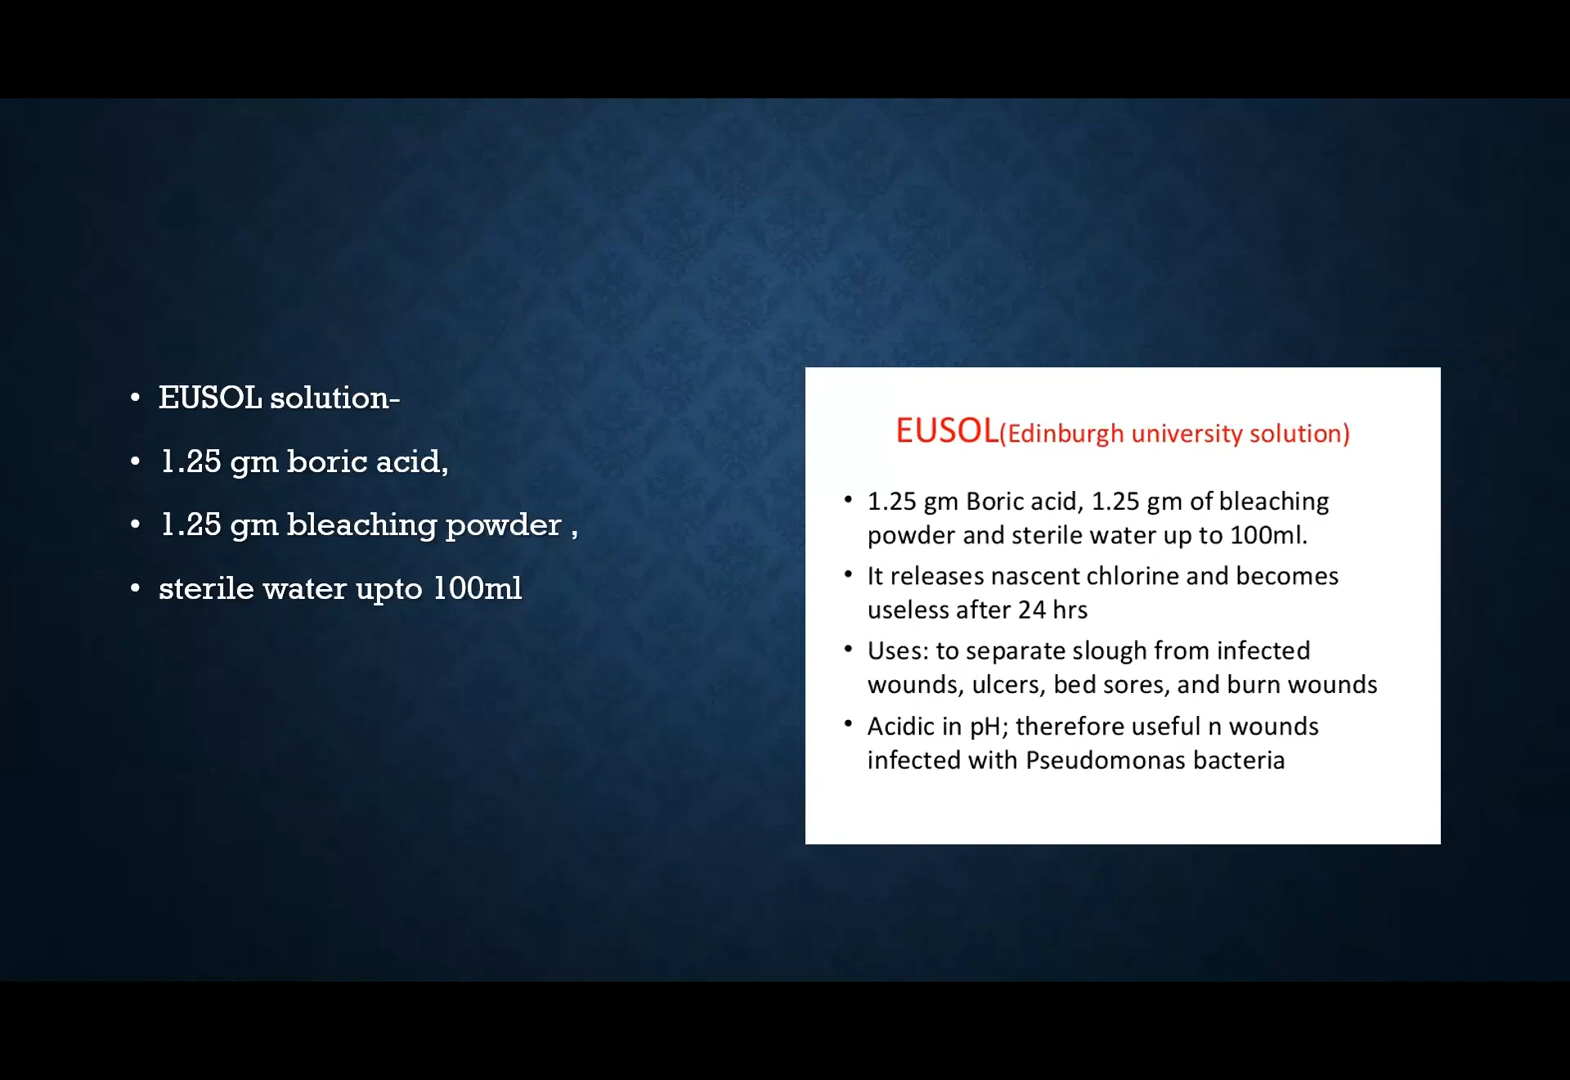 • EUSOL solution-
• 1.25 gm boric acid,
• 1.25 gm bleaching powder ,
• sterile water upto 100ml
EUSOL(Edinburgh university solution)
• 1.25 gm Boric acid, 1.25 gm of bleaching
powder and sterile water up to 100ml.
• It releases nascent chlorine and becomes
useless after 24 hrs
• Uses: to separate slough from infected
wounds, ulcers, bed sores, and burn wounds
• Acidic in pH; therefore useful n wounds
infected with Pseudomonas bacteria